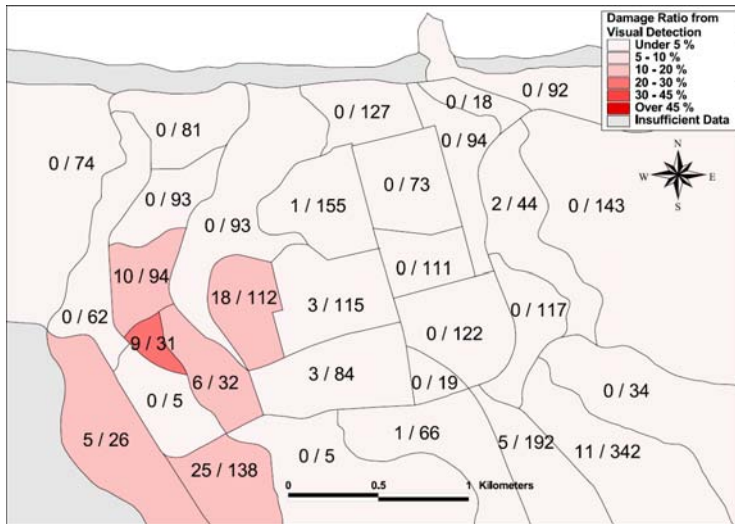 Damage Ratio from
Visual Detection
Under 5 %
5 - 10 %
10 - 20 %
20 - 30 %
30 - 45 %
Over 45 %
Insufficient Data
N
W E
S
0 / 92
0 / 18
0 / 127
0 / 81
0 / 94
0 / 74
0 / 73
0 / 93
1 / 155
2 / 44
0 / 143
0 / 93
10 / 94
0 / 111
18 / 112
3 / 115
0 / 117
0 / 62
0 / 122
9 / 31
6 / 32
3 / 84
0 / 19
0 / 34
0 / 5
1 / 66
5 / 26
5 / 192
11 / 342
0 / 5
25 / 138
0 0.5 1 Kilometers